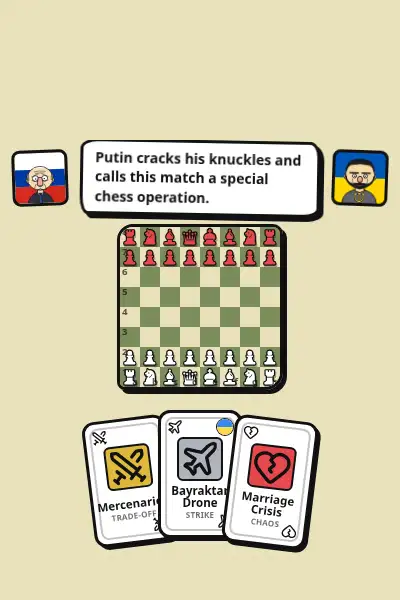 Putin cracks his knuckles and
calls this match a special
chess operation.
6
5
4
3
Mercenarie
TRADE-OFF
Bayraktar
Drone
STRIKE
Marriage
Crisis
CHAOS